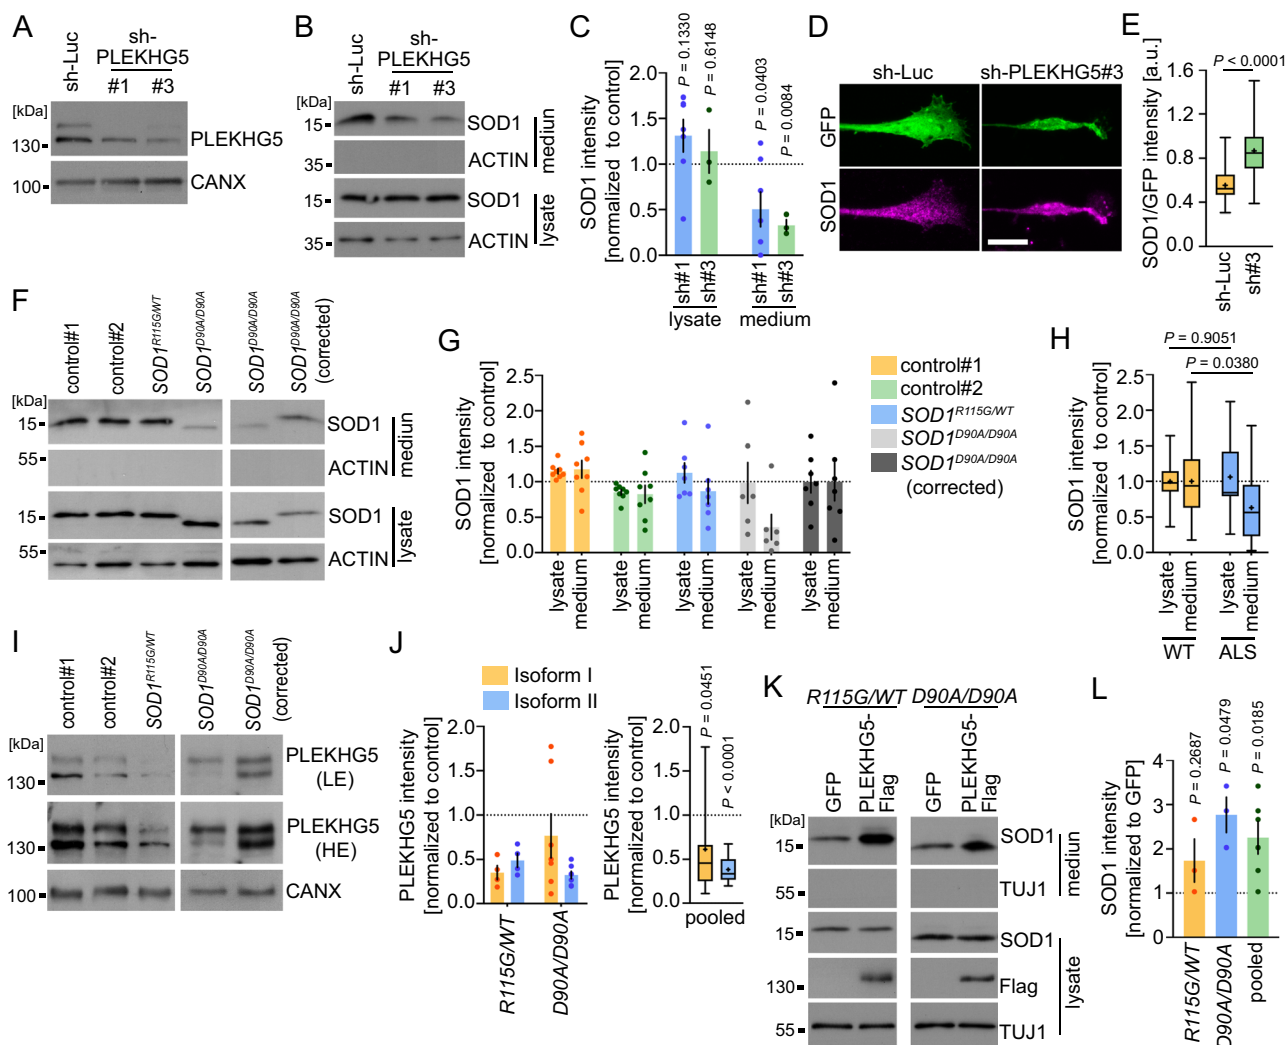 A
sh-Luc
sh-
PLEKHG5
#1 #3
[kDa]
130
PLEKHG5
100
CANX
B
sh-Luc
sh-
PLEKHG5
#1 #3
[kDa]
15
SOD1
35
ACTIN
medium
15
SOD1
35
ACTIN
lysate
C
P = 0.1330
P = 0.6148
P = 0.0403
P = 0.0084
SOD1 intensity
[normalized to control]
2.0
1.5
1.0
0.5
0.0
sh#1
sh#3
sh#1
sh#3
lysate medium
D
sh-Luc sh-PLEKHG5#3
GFP
SOD1
E
P < 0.0001
SOD1/GFP intensity [a.u.]
1.6
1.2
0.8
0.4
0.0
sh-Luc
sh#3
F
control#1
control#2
SOD1R115G/WT
SOD1D90A/D90A
SOD1D90A/D90A
SOD1D90A/D90A
(corrected)
[kDa]
15
SOD1
55
ACTIN
mediun
15
SOD1
55
ACTIN
lysate
G
SOD1 intensity
[normalized to control]
2.5
2.0
1.5
1.0
0.5
0.0
lysate
medium
lysate
medium
lysate
medium
lysate
medium
lysate
medium
control#1
control#2
SOD1R115G/WT
SOD1D90A/D90A
SOD1D90A/D90A
(corrected)
H
P = 0.9051
P = 0.0380
SOD1 intensity
[normalized to control]
2.5
2.0
1.5
1.0
0.5
0.0
lysate
medium
lysate
medium
WT ALS
I
control#1
control#2
SOD1R115G/WT
SOD1D90A/D90A
SOD1D90A/D90A
(corrected)
[kDa]
130
PLEKHG5
(LE)
130
PLEKHG5
(HE)
100
CANX
J
Isoform I
Isoform II
PLEKHG5 intensity
[normalized to control]
2.0
1.5
1.0
0.5
0.0
R115G/WT
D90A/D90A
PLEKHG5 intensity
[normalized to control]
2.0
1.5
1.0
0.5
0.0
P = 0.0451
P < 0.0001
pooled
K
R115G/WT D90A/D90A
GFP
PLEKHG5-
Flag
GFP
PLEKHG5-
Flag
[kDa]
15
SOD1
55
TUJ1
mediun
15
SOD1
130
Flag
55
TUJ1
lysate
L
P = 0.2687
P = 0.0479
P = 0.0185
SOD1 intensity
[normalized to GFP]
4
3
2
1
0
R115G/WT
D90A/D90A
pooled